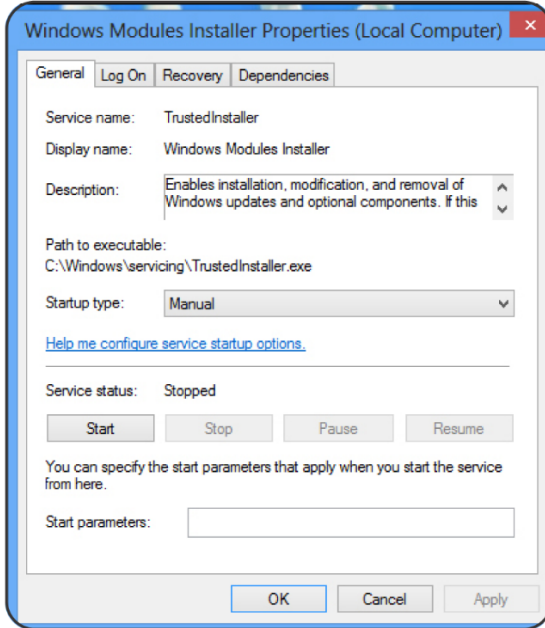 Windows Modules Installer Properties (Local Computer)
General Log On Recovery Dependencies
Service name: TrustedInstaller
Display name: Windows Modules Installer
Description: Enables installation, modification, and removal of
Windows updates and optional components. If this
Path to executable:
C:\Windows\servicing\TrustedInstaller.exe
Startup type: Manual
Help me configure service startup options.
Service status: Stopped
Start Stop Pause Resume
You can specify the start parameters that apply when you start the service
from here.
Start parameters:
OK Cancel Apply